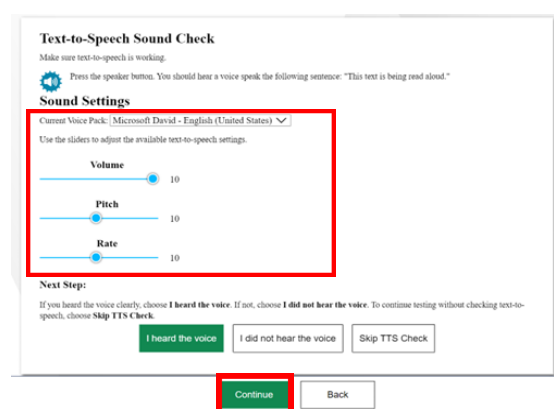 Text-to-Speech Sound Check
Make sure text-to-speech is working.
Press the speaker button. You should hear a voice speak the following sentence: "This text is being read aloud."
Sound Settings
Current Voice Pack: Microsoft David - English (United States)
Use the sliders to adjust the available text-to-speech settings.
Volume
10
Pitch
10
Rate
10
Next Step:
If you heard the voice clearly, choose I heard the voice. If not, choose I did not hear the voice. To continue testing without checking text-to-
speech, choose Skip TTS Check.
I heard the voice I did not hear the voice Skip TTS Check
Continue Back